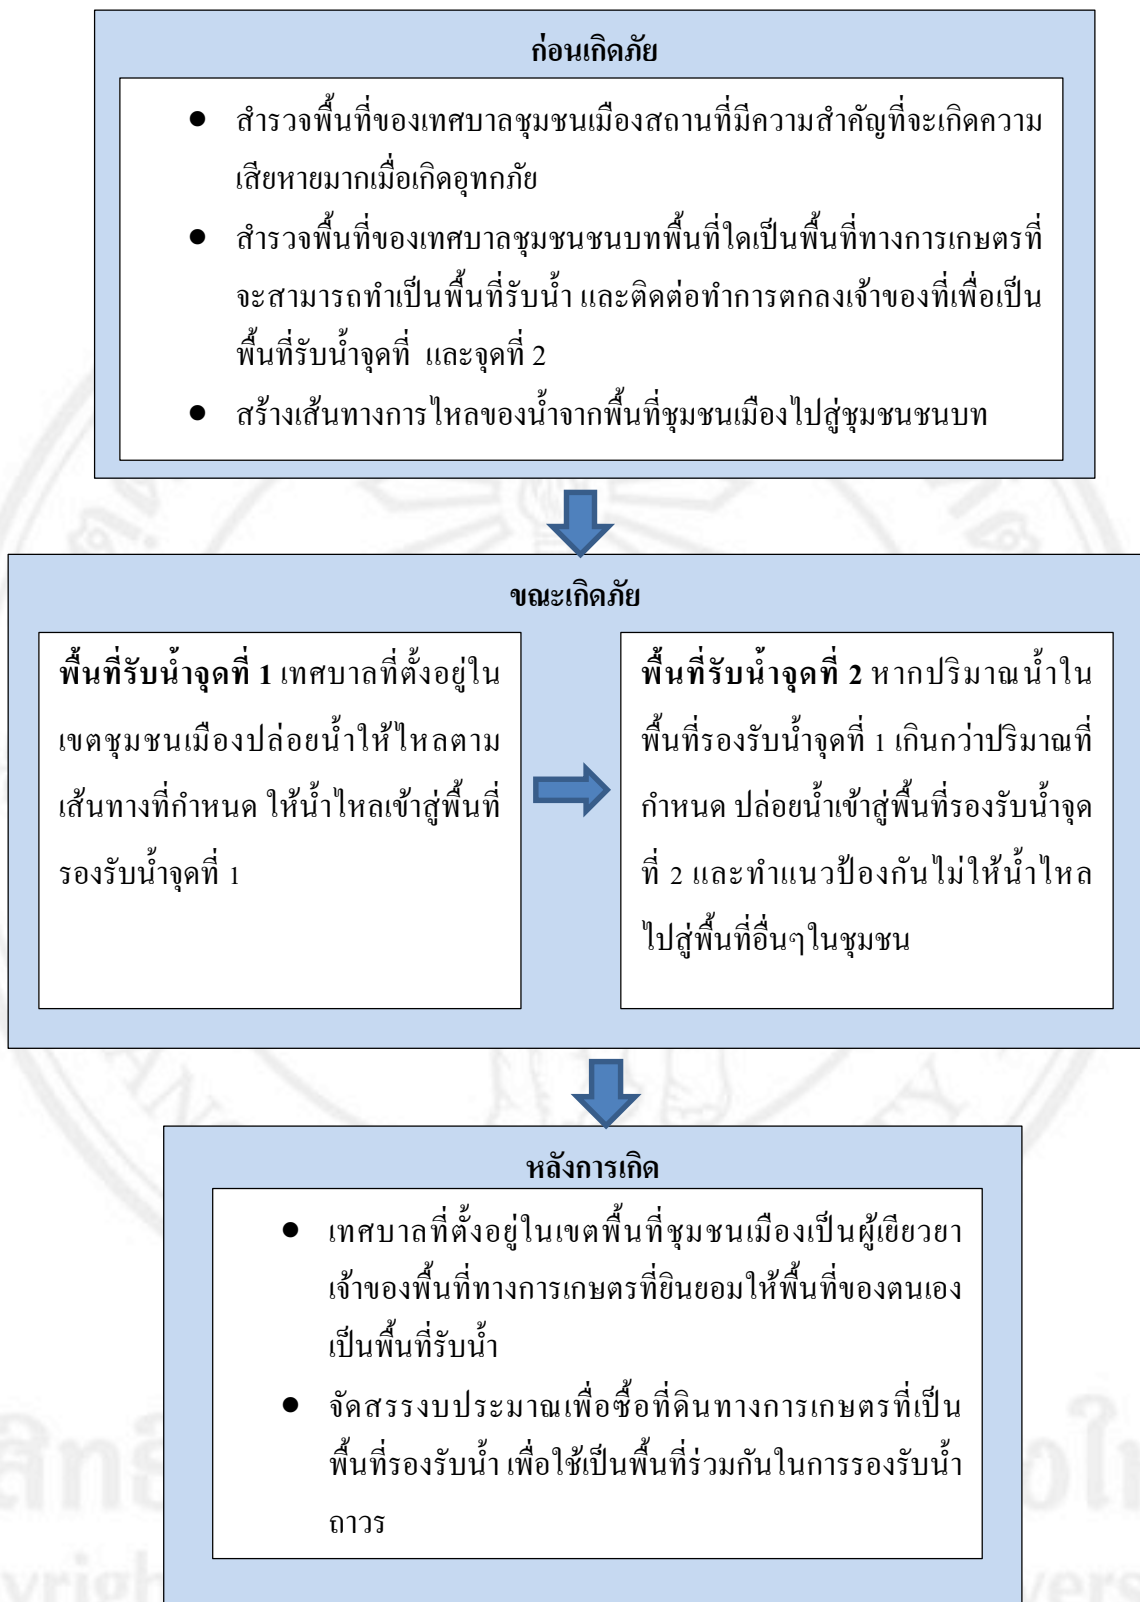 ก่อนเกิดภัย
● สำรวจพื้นที่ของเทศบาลชุมชนเมืองสถานที่มีความสำคัญที่จะเกิดความ
เสียหายมากเมื่อเกิดอุทกภัย
● สำรวจพื้นที่ของเทศบาลชุมชนชนบทพื้นที่ใดเป็นพื้นที่ทางการเกษตรที่
จะสามารถทำเป็นพื้นที่รับน้ำ และติดต่อทำการตกลงเจ้าของที่เพื่อเป็น
พื้นที่รับน้ำจุดที่ และจุดที่ 2
● สร้างเส้นทางการไหลของน้ำจากพื้นที่ชุมชนเมืองไปสู่ชุมชนชนบท
ขณะเกิดภัย
พื้นที่รับน้ำจุดที่ 1 เทศบาลที่ตั้งอยู่ใน
เขตชุมชนเมืองปล่อยน้ำให้ไหลตาม
เส้นทางที่กำหนด ให้น้ำไหลเข้าสู่พื้นที่
รองรับน้ำจุดที่ 1
พื้นที่รับน้ำจุดที่ 2 หากปริมาณน้ำใน
พื้นที่รองรับน้ำจุดที่ 1 เกินกว่าปริมาณที่
กำหนด ปล่อยน้ำเข้าสู่พื้นที่รองรับน้ำจุด
ที่ 2 และทำแนวป้องกันไม่ให้น้ำไหล
ไปสู่พื้นที่อื่นๆในชุมชน
หลังการเกิด
● เทศบาลที่ตั้งอยู่ในเขตพื้นที่ชุมชนเมืองเป็นผู้เยียวยา
เจ้าของพื้นที่ทางการเกษตรที่ยินยอมให้พื้นที่ของตนเอง
เป็นพื้นที่รับน้ำ
● จัดสรรงบประมาณเพื่อซื้อที่ดินทางการเกษตรที่เป็น
พื้นที่รองรับน้ำ เพื่อใช้เป็นพื้นที่ร่วมกันในการรองรับน้ำ
ถาวร